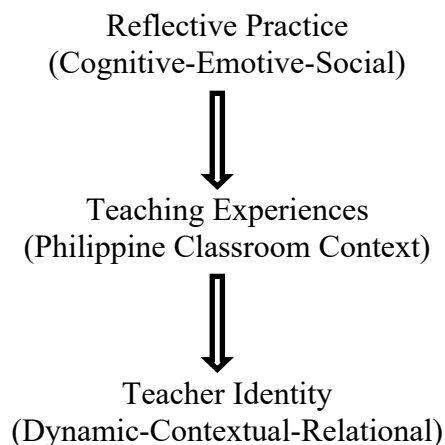 Reflective Practice
(Cognitive-Emotive-Social)
Teaching Experiences
(Philippine Classroom Context)
Teacher Identity
(Dynamic-Contextual-Relational)